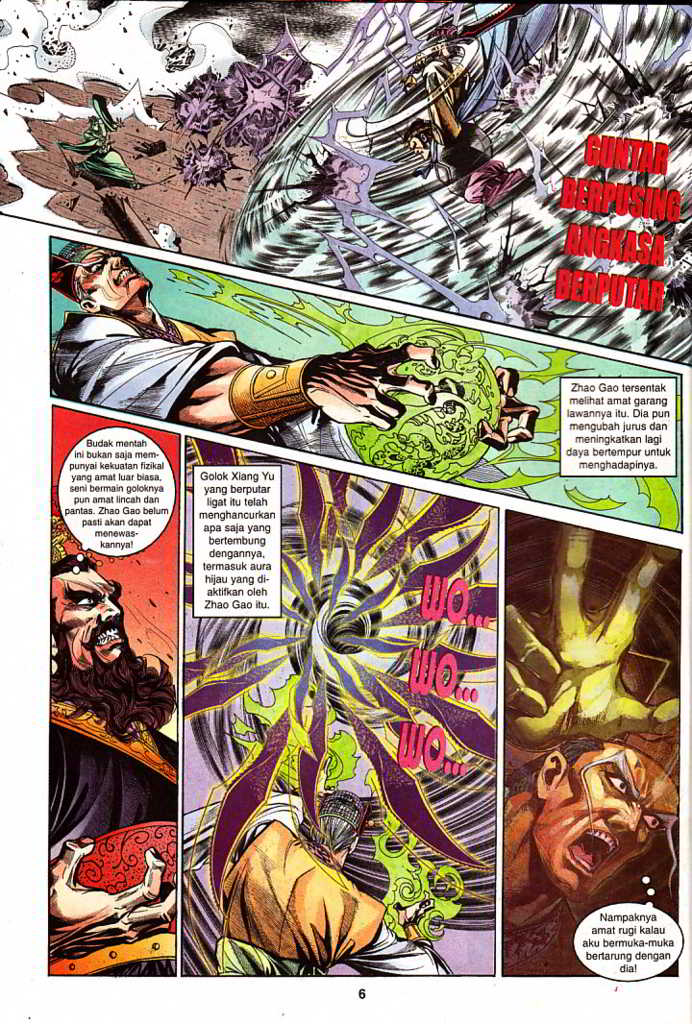 GUNTAR
BERPUSING
ANGKASA
BERPUTAR
Zhao Gao tersentak
melihat amat garang
lawannya itu. Dia pun
mengubah jurus dan
meningkatkan lagi
daya bertempur untuk
menghadapinya.
Budak mentah
ini bukan saja mem-
punyai kekuatan fizikal
yang amat luar biasa,
seni bermain goloknya
pun amat lincah dan
pantas. Zhao Gao belum
pasti akan dapat
menewas-
kannya!
Golok Xiang Yu
yang berputar
ligat itu telah
menghancurkan
apa saja yang
bertembung
dengannya,
termasuk aura
hijau yang di-
aktifkan oleh
Zhao Gao itu.
WO...
WO...
WO...
Nampaknya
amat rugi kalau
aku bermuka-muka
bertarung dengan
dia!
6